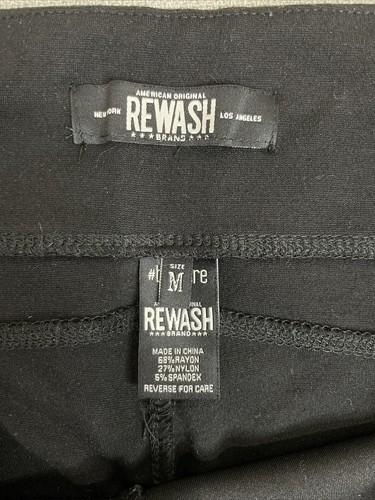 AMERICAN ORIGINAL
NEW YORK REWASH LOS ANGELES
BRAND
SIZE
M
REWASH
BRAND
MADE IN CHINA
68%RAYON
27%NYLON
5%SPANDEX
REVERSE FOR CARE